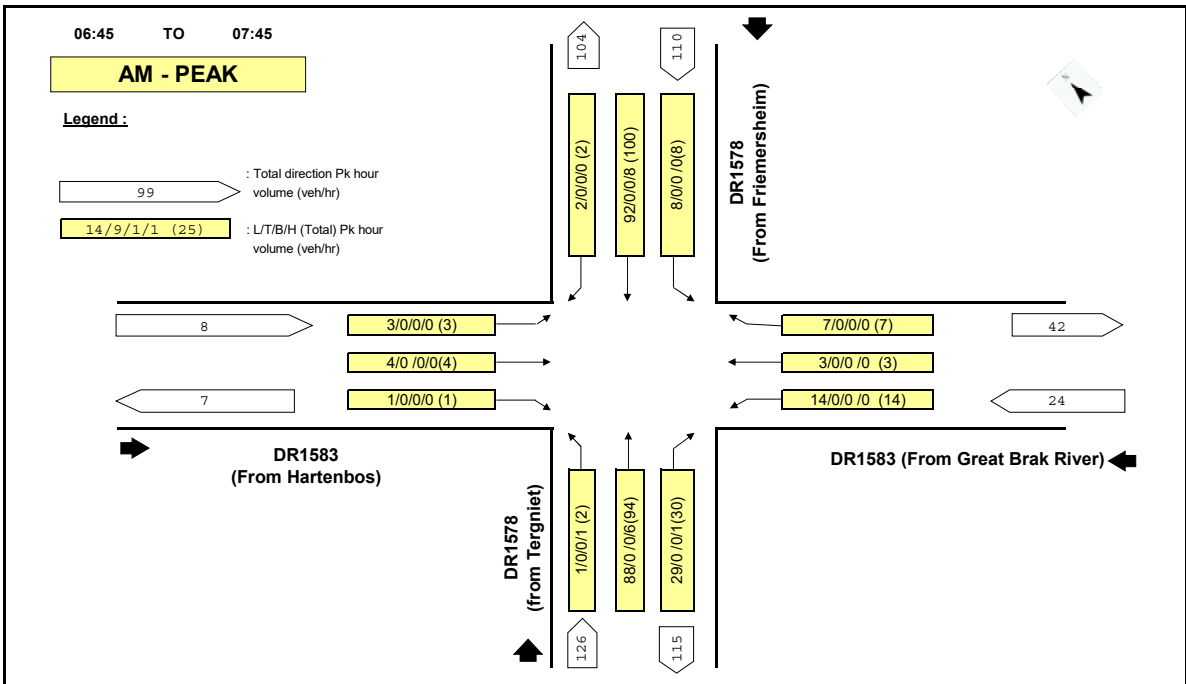 06:45 TO 07:45
AM - PEAK
Legend :
99
: Total direction Pk hour
volume (veh/hr)
14/9/1/1 (25)
: L/T/B/H (Total) Pk hour
volume (veh/hr)
104
110
2/0/0/0 (2)
92/0/0/8 (100)
8/0/0 /0(8)
DR1578
(From Friemersheim)
N
8
3/0/0/0 (3)
4/0 /0/0(4)
7
1/0/0/0 (1)
7/0/0/0 (7)
42
3/0/0 /0 (3)
14/0/0 /0 (14)
24
DR1583
(From Hartenbos)
DR1583 (From Great Brak River)
DR1578
(from Tergniet)
1/0/0/1 (2)
88/0 /0/6(94)
29/0 /0/1(30)
126
115